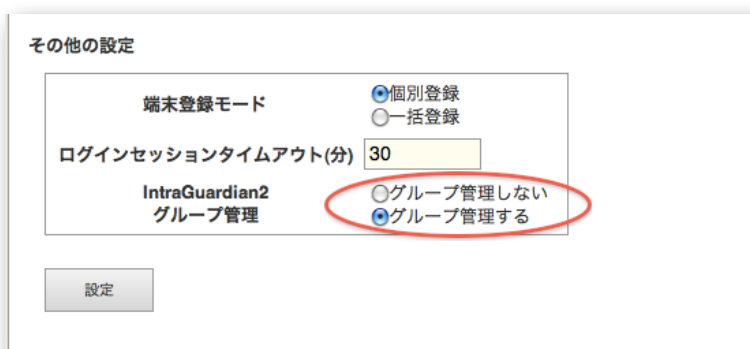 その他の設定
端末登録モード
個別登録
一括登録
ログインセッションタイムアウト(分) 30
IntraGuardian2
グループ管理
グループ管理しない
グループ管理する
設定